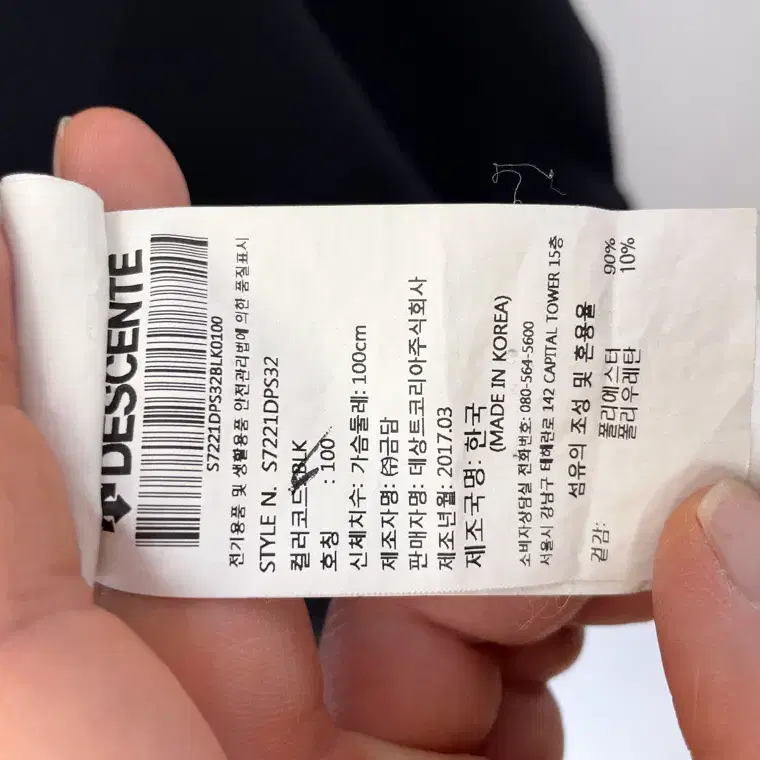 DESCENTE
S7221DPS32BLK0100
전기용품 및 생활용품 안전관리법에 의한 품질표시
STYLE N. S7221DPS32
컬러코드: BLK
호칭 : 100
신체치수: 가슴둘레: 100cm
제조자명: ㈜금담
판매자명: 데상트코리아주식회사
제조년월: 2017.03
제조국명: 한국
(MADE IN KOREA)
소비자상담실 전화번호: 080-564-5600
서울시 강남구 테헤란로 142 CAPITAL TOWER 15층
섬유의 조성 및 혼용율
겉감: 폴리에스터 90%
폴리우레탄 10%